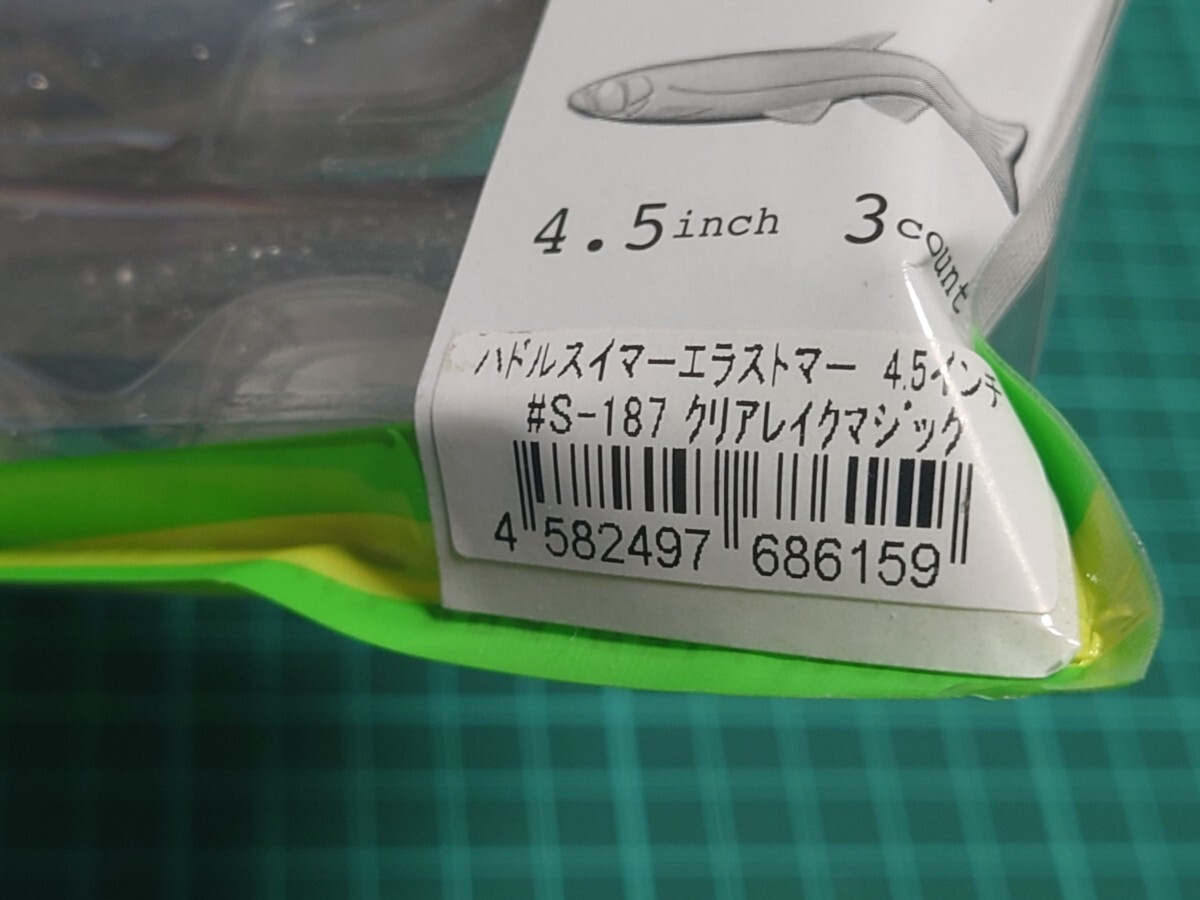 4.5inch 3count
ハドルスイマーエラストマー 4.5インチ
#S-187 クリアレイクマジック
4 582497 686159